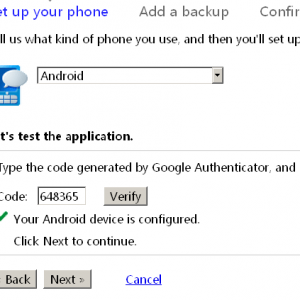 et up your phone Add a backup Confir
ll us what kind of phone you use, and then you'll set up
Android
t's test the application.
Type the code generated by Google Authenticator, and
Code: 648365 Verify
Your Android device is configured.
Click Next to continue.
« Back Next » Cancel